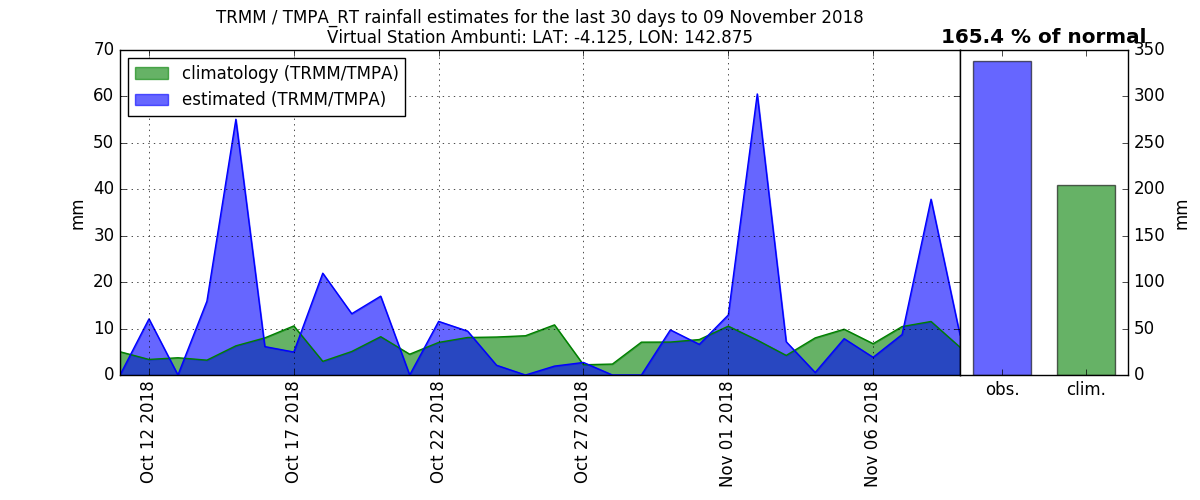 TRMM / TMPA_RT rainfall estimates for the last 30 days to 09 November 2018
Virtual Station Ambunti: LAT: -4.125, LON: 142.875
165.4 % of normal
climatology (TRMM/TMPA)
estimated (TRMM/TMPA)
mm
70
60
50
40
30
20
10
0
Oct 12 2018
Oct 17 2018
Oct 22 2018
Oct 27 2018
Nov 01 2018
Nov 06 2018
obs.
clim.
350
300
250
200
150
100
50
0
mm